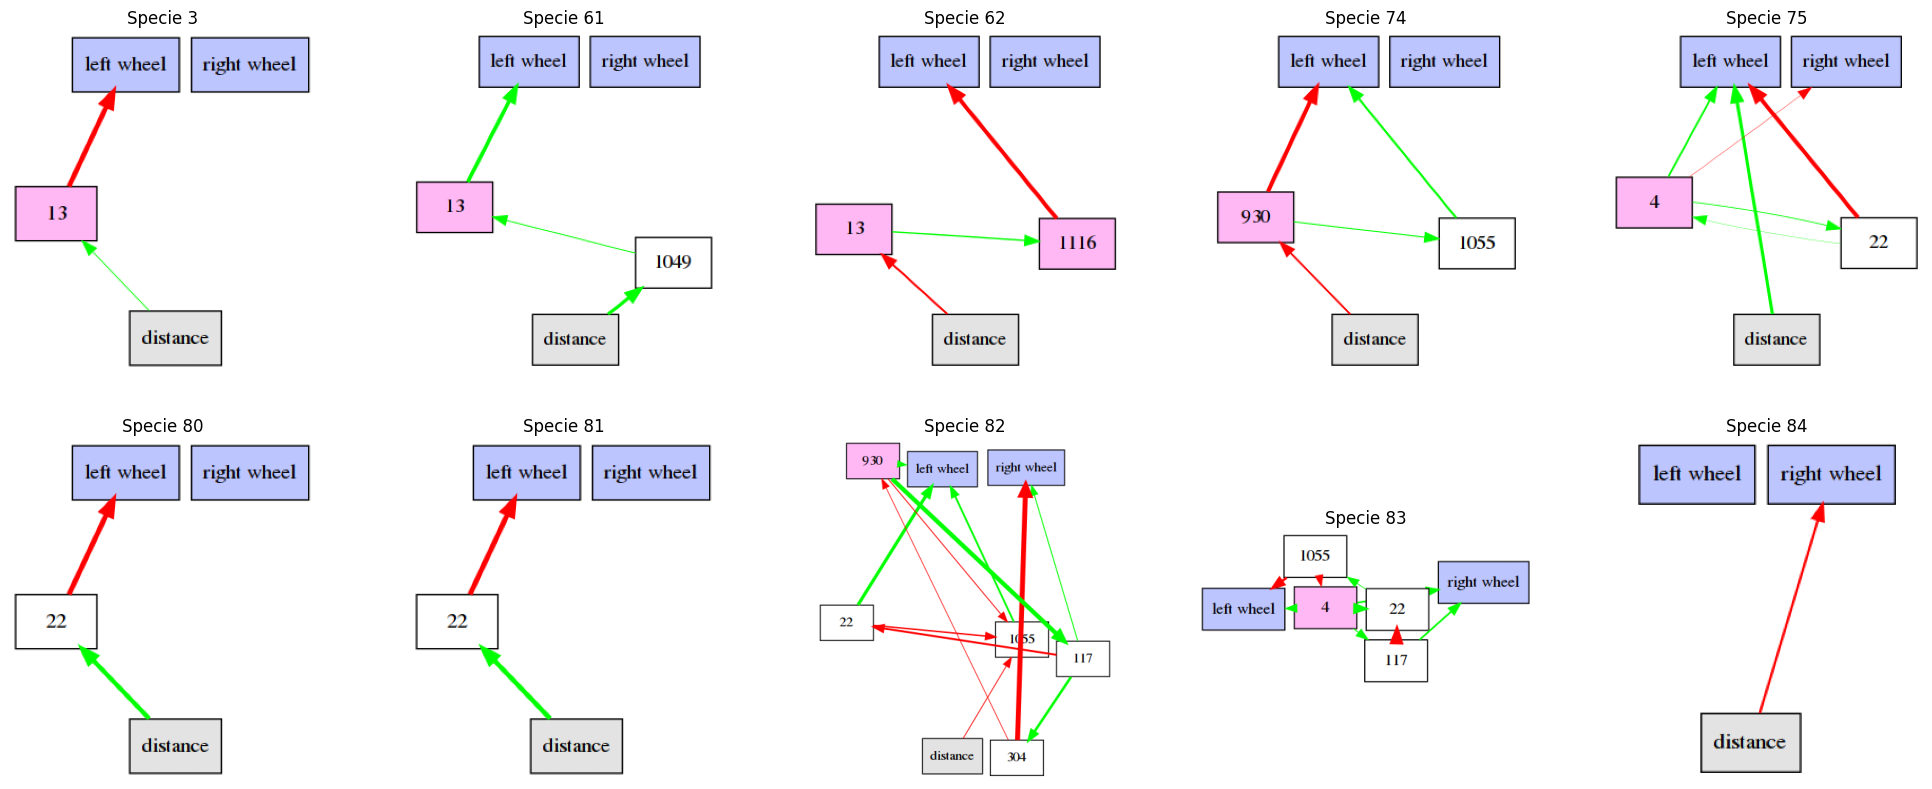 Specie 3
left wheel
right wheel
13
distance
Specie 61
left wheel
right wheel
13
1049
distance
Specie 62
left wheel
right wheel
13
1116
distance
Specie 74
left wheel
right wheel
930
1055
distance
Specie 75
left wheel
right wheel
4
22
distance
Specie 80
left wheel
right wheel
22
distance
Specie 81
left wheel
right wheel
22
distance
Specie 82
930
left wheel
right wheel
22
1055
117
distance
304
Specie 83
1055
right wheel
left wheel
4
22
117
Specie 84
left wheel
right wheel
distance